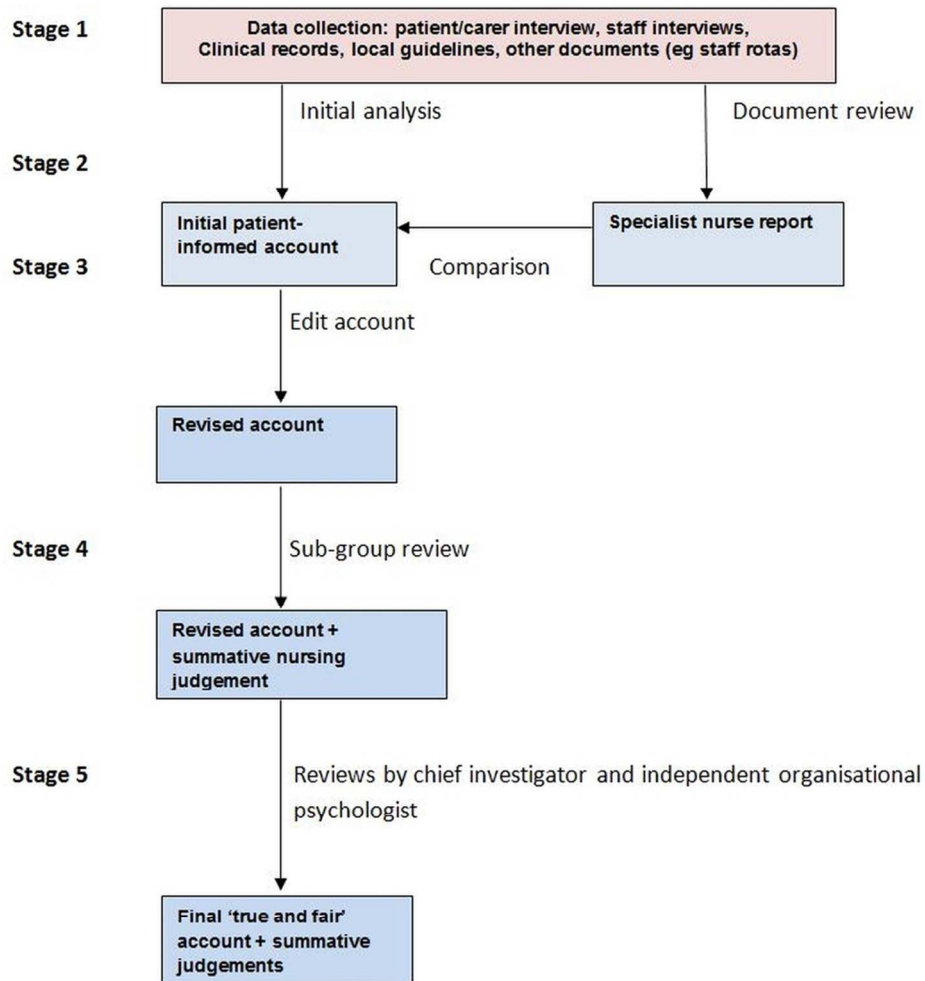 Stage 1
Data collection: patient/carer interview, staff interviews,
Clinical records, local guidelines, other documents (eg staff rotas)
Initial analysis
Document review
Stage 2
Initial patient-
informed account
Specialist nurse report
Stage 3
Comparison
Edit account
Revised account
Stage 4
Sub-group review
Revised account +
summative nursing
judgement
Stage 5
Reviews by chief investigator and independent organisational
psychologist
Final ‘true and fair’
account + summative
judgements